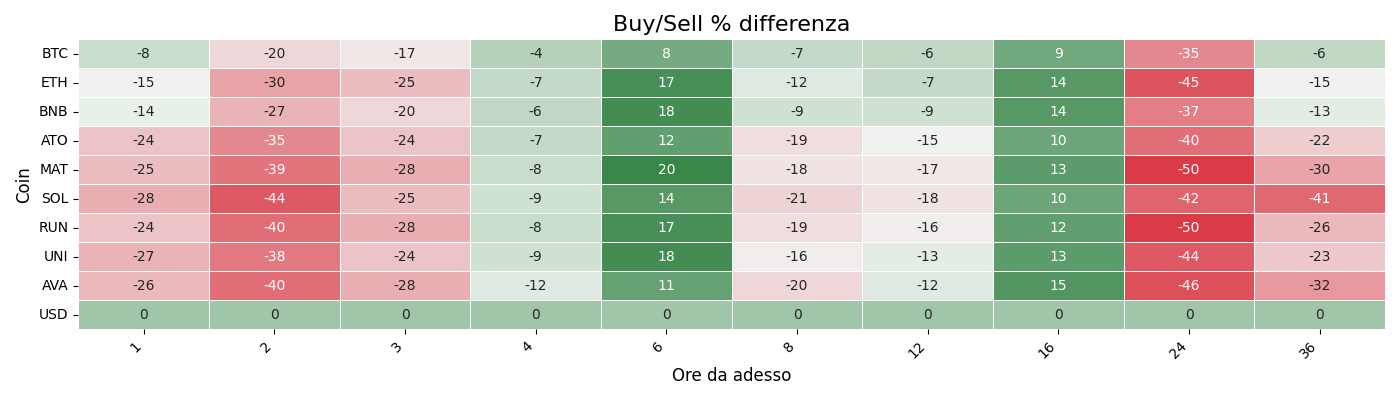 Buy/Sell % differenza
BTC -8 -20 -17 -4 8 -7 -6 9 -35 -6
ETH -15 -30 -25 -7 17 -12 -7 14 -45 -15
BNB -14 -27 -20 -6 18 -9 -9 14 -37 -13
ATO -24 -35 -24 -7 12 -19 -15 10 -40 -22
MAT -25 -39 -28 -8 20 -18 -17 13 -50 -30
SOL -28 -44 -25 -9 14 -21 -18 10 -42 -41
RUN -24 -40 -28 -8 17 -19 -16 12 -50 -26
UNI -27 -38 -24 -9 18 -16 -13 13 -44 -23
AVA -26 -40 -28 -12 11 -20 -12 15 -46 -32
USD 0 0 0 0 0 0 0 0 0 0
1 2 3 4 6 8 12 16 24 36
Ore da adesso
Coin